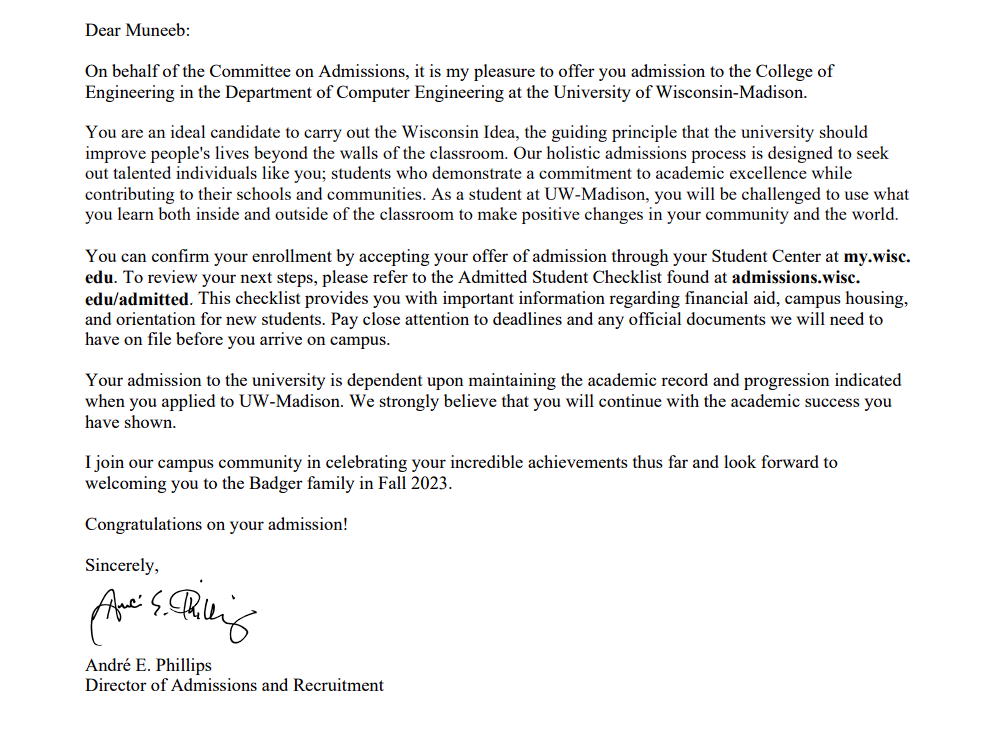 Dear Muneeb:
On behalf of the Committee on Admissions, it is my pleasure to offer you admission to the College of
Engineering in the Department of Computer Engineering at the University of Wisconsin-Madison.
You are an ideal candidate to carry out the Wisconsin Idea, the guiding principle that the university should
improve people's lives beyond the walls of the classroom. Our holistic admissions process is designed to seek
out talented individuals like you; students who demonstrate a commitment to academic excellence while
contributing to their schools and communities. As a student at UW-Madison, you will be challenged to use what
you learn both inside and outside of the classroom to make positive changes in your community and the world.
You can confirm your enrollment by accepting your offer of admission through your Student Center at my.wisc.
edu. To review your next steps, please refer to the Admitted Student Checklist found at admissions.wisc.
edu/admitted. This checklist provides you with important information regarding financial aid, campus housing,
and orientation for new students. Pay close attention to deadlines and any official documents we will need to
have on file before you arrive on campus.
Your admission to the university is dependent upon maintaining the academic record and progression indicated
when you applied to UW-Madison. We strongly believe that you will continue with the academic success you
have shown.
I join our campus community in celebrating your incredible achievements thus far and look forward to
welcoming you to the Badger family in Fall 2023.
Congratulations on your admission!
Sincerely,
André E. Phillips
Director of Admissions and Recruitment